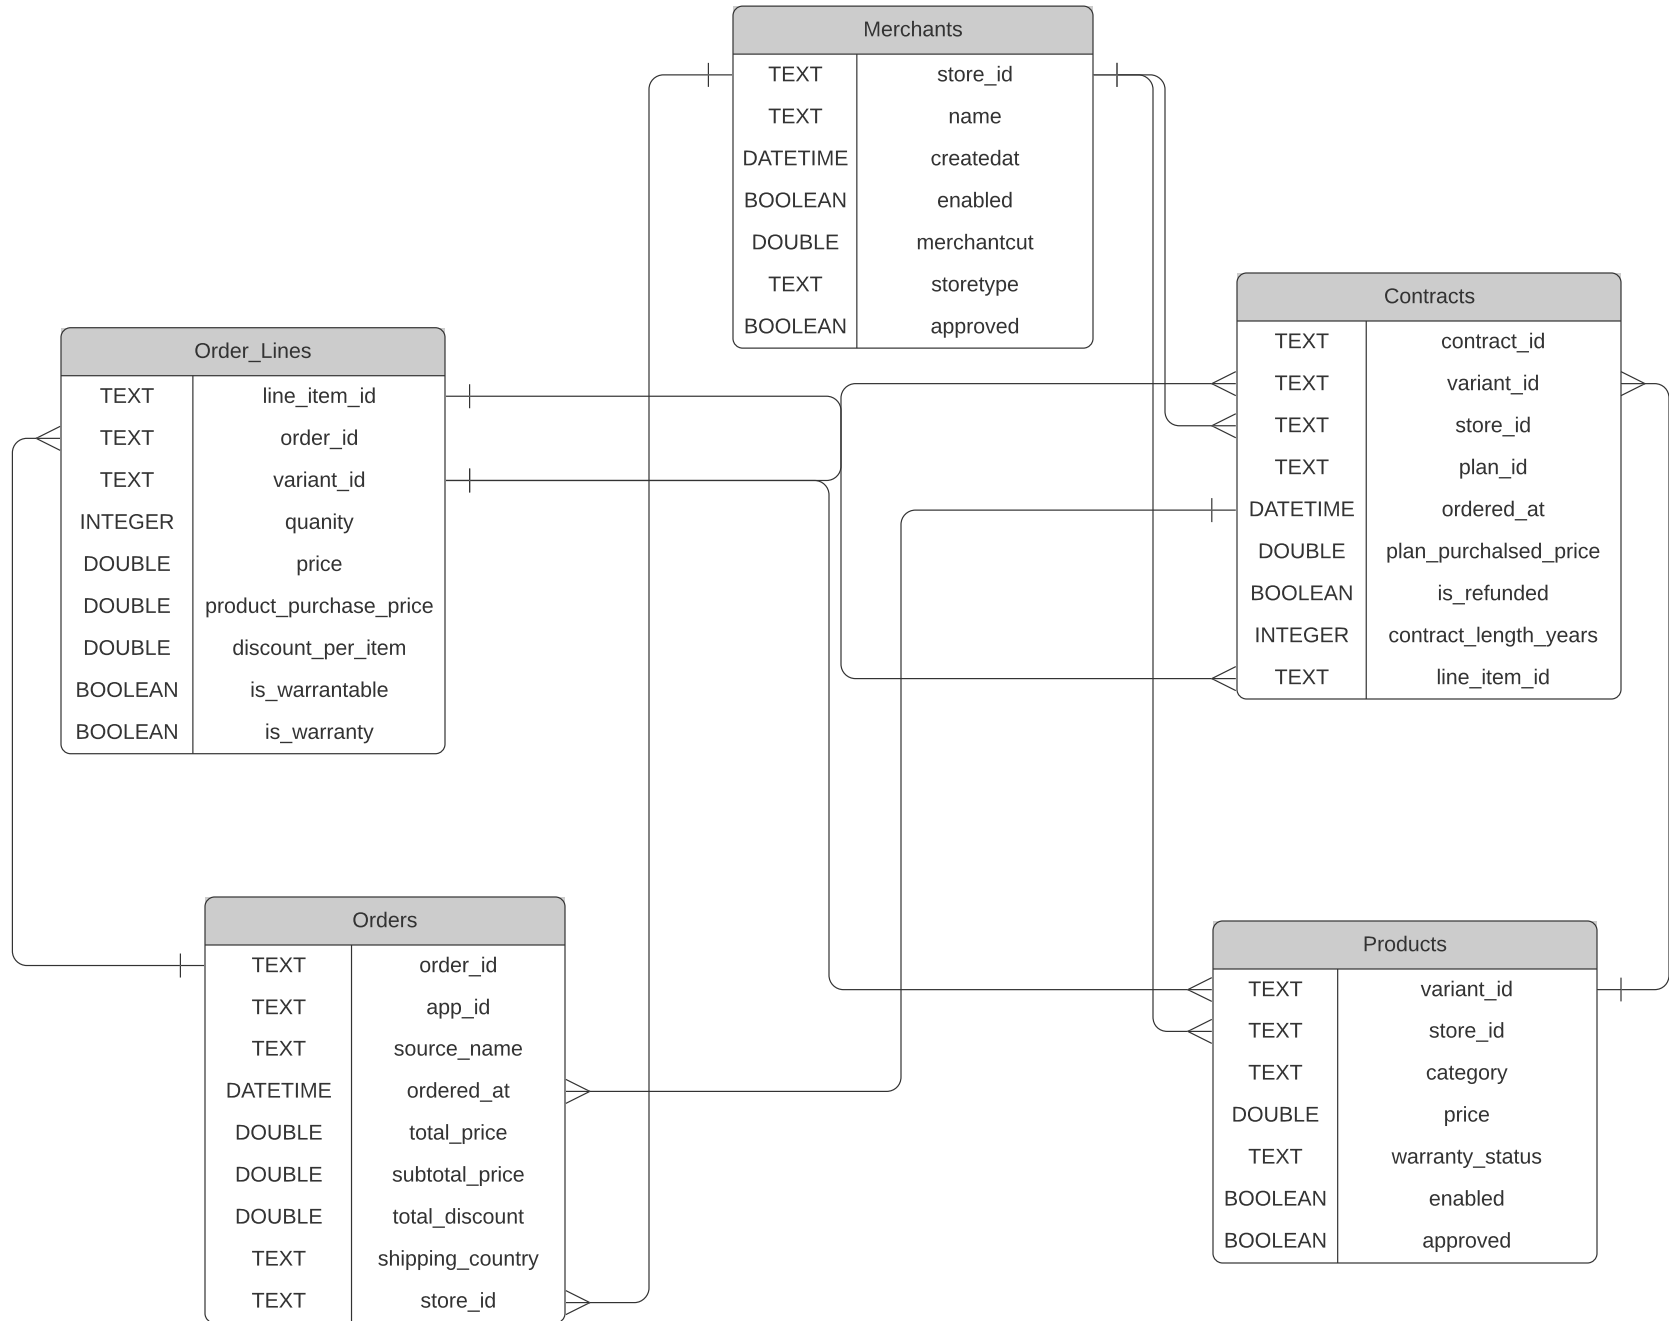 Merchants
TEXT store_id
TEXT name
DATETIME createdat
BOOLEAN enabled
DOUBLE merchantcut
TEXT storetype
BOOLEAN approved
Contracts
TEXT contract_id
TEXT variant_id
TEXT store_id
TEXT plan_id
DATETIME ordered_at
DOUBLE plan_purchalsed_price
BOOLEAN is_refunded
INTEGER contract_length_years
TEXT line_item_id
Order_Lines
TEXT line_item_id
TEXT order_id
TEXT variant_id
INTEGER quanity
DOUBLE price
DOUBLE product_purchase_price
DOUBLE discount_per_item
BOOLEAN is_warrantable
BOOLEAN is_warranty
Orders
TEXT order_id
TEXT app_id
TEXT source_name
DATETIME ordered_at
DOUBLE total_price
DOUBLE subtotal_price
DOUBLE total_discount
TEXT shipping_country
TEXT store_id
Products
TEXT variant_id
TEXT store_id
TEXT category
DOUBLE price
TEXT warranty_status
BOOLEAN enabled
BOOLEAN approved